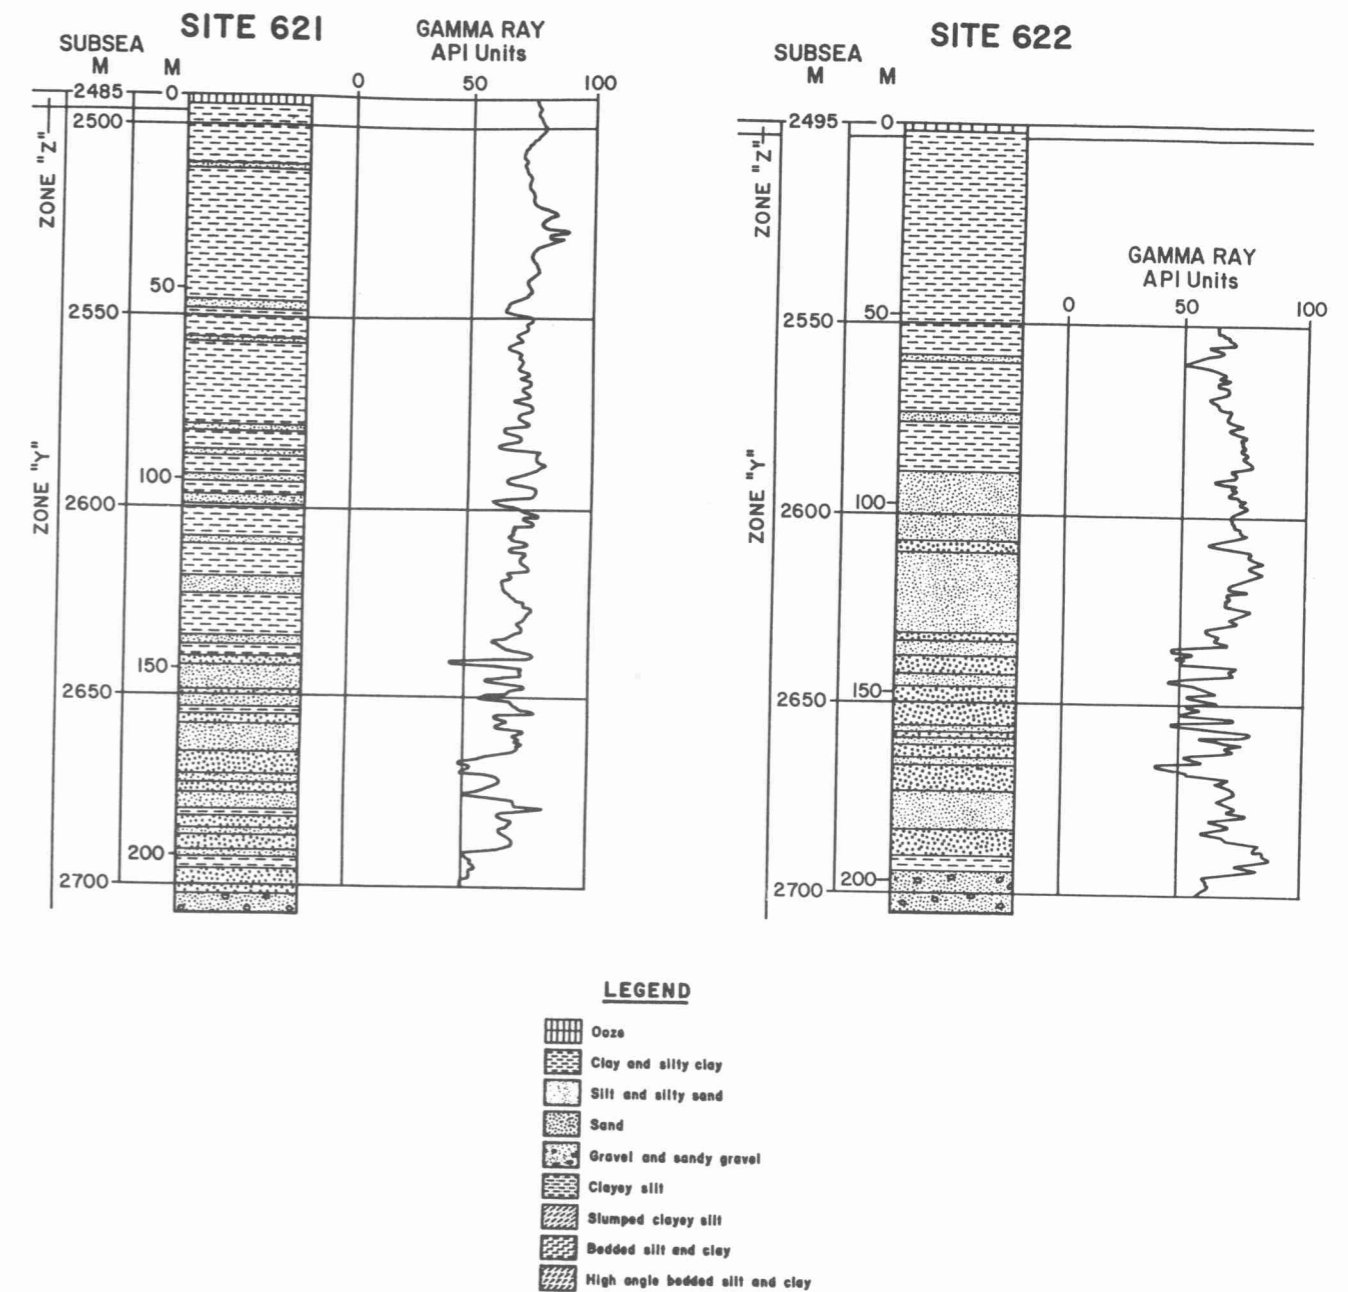 SITE 621
SUBSEA
M
M
GAMMA RAY
API Units
0
50
100
2485
0
2500
50
2550
100
2600
150
2650
200
2700
ZONE "Z"
ZONE "Y"
SITE 622
SUBSEA
M
M
2495
0
GAMMA RAY
API Units
0
50
100
50
2550
100
2600
150
2650
200
2700
ZONE "Z"
ZONE "Y"
LEGEND
Ooze
Clay and silty clay
Silt and silty sand
Sand
Gravel and sandy gravel
Clayey silt
Slumped clayey silt
Bedded silt and clay
High angle bedded silt and clay